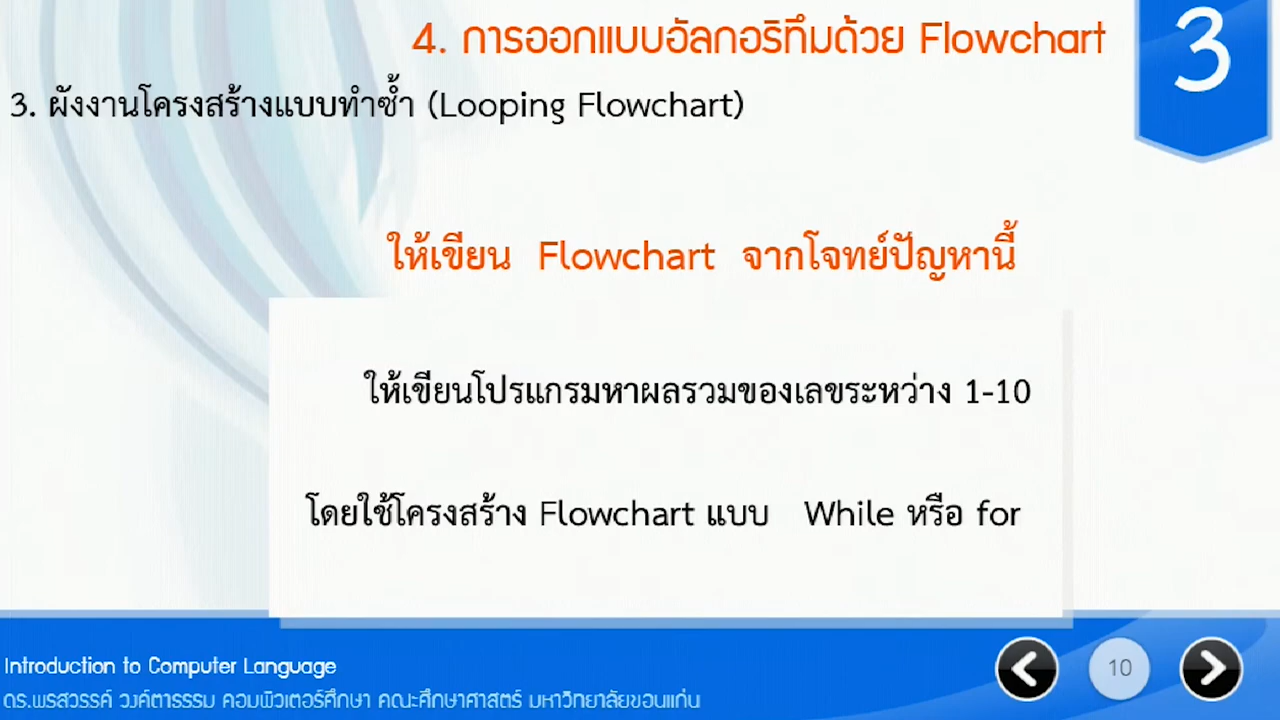 4. การออกแบบอัลกอริทึมด้วย Flowchart
3
3. ผังงานโครงสร้างแบบทำซ้ำ (Looping Flowchart)
ให้เขียน Flowchart จากโจทย์ปัญหานี้
ให้เขียนโปรแกรมหาผลรวมของเลขระหว่าง 1-10
โดยใช้โครงสร้าง Flowchart แบบ While หรือ for
Introduction to Computer Language
10
ดร.พรสวรรค์ วงค์ตาธรรม คอมพิวเตอร์ศึกษา คณะศึกษาศาสตร์ มหาวิทยาลัยขอนแก่น